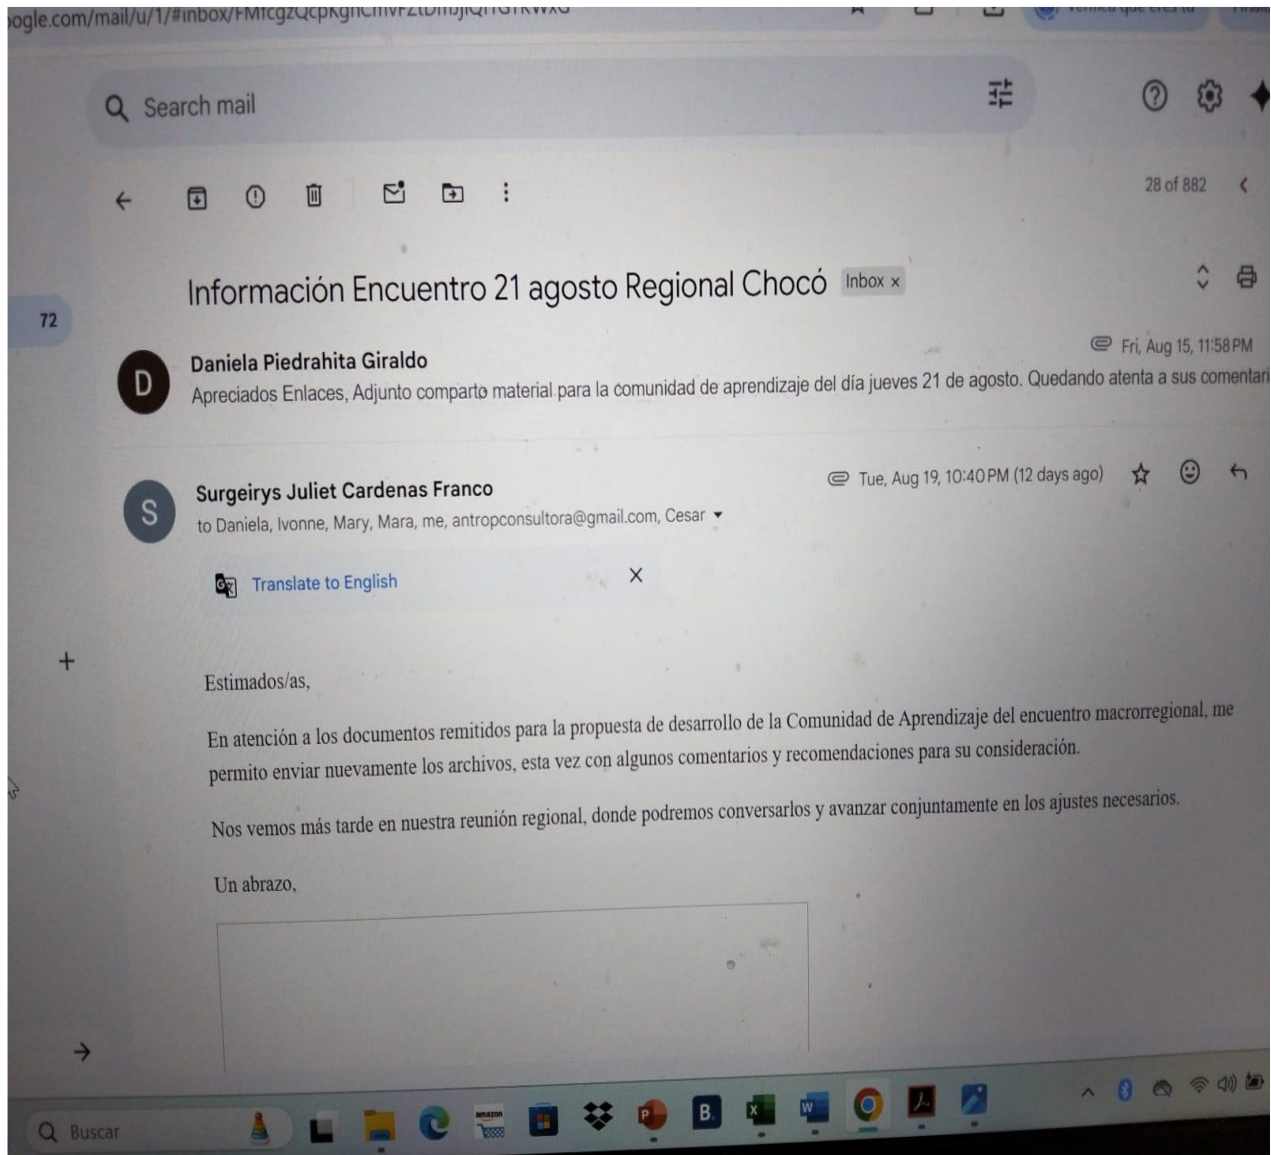 Search mail
28 of 882
Información Encuentro 21 agosto Regional Chocó Inbox x
72
Daniela Piedrahita Giraldo
Fri, Aug 15, 11:58 PM
D
Apreciados Enlaces, Adjunto comparto material para la comunidad de aprendizaje del día jueves 21 de agosto. Quedando atenta a sus comentari
Surgeirys Juliet Cardenas Franco
Tue, Aug 19, 10:40 PM (12 days ago)
S
to Daniela, Ivonne, Mary, Mara, me, antropconsultora@gmail.com, Cesar
Translate to English
Estimados/as,
En atención a los documentos remitidos para la propuesta de desarrollo de la Comunidad de Aprendizaje del encuentro macrorregional, me
permito enviar nuevamente los archivos, esta vez con algunos comentarios y recomendaciones para su consideración.
Nos vemos más tarde en nuestra reunión regional, donde podremos conversarlos y avanzar conjuntamente en los ajustes necesarios.
Un abrazo,
Buscar
amazon
P
B.
X
W